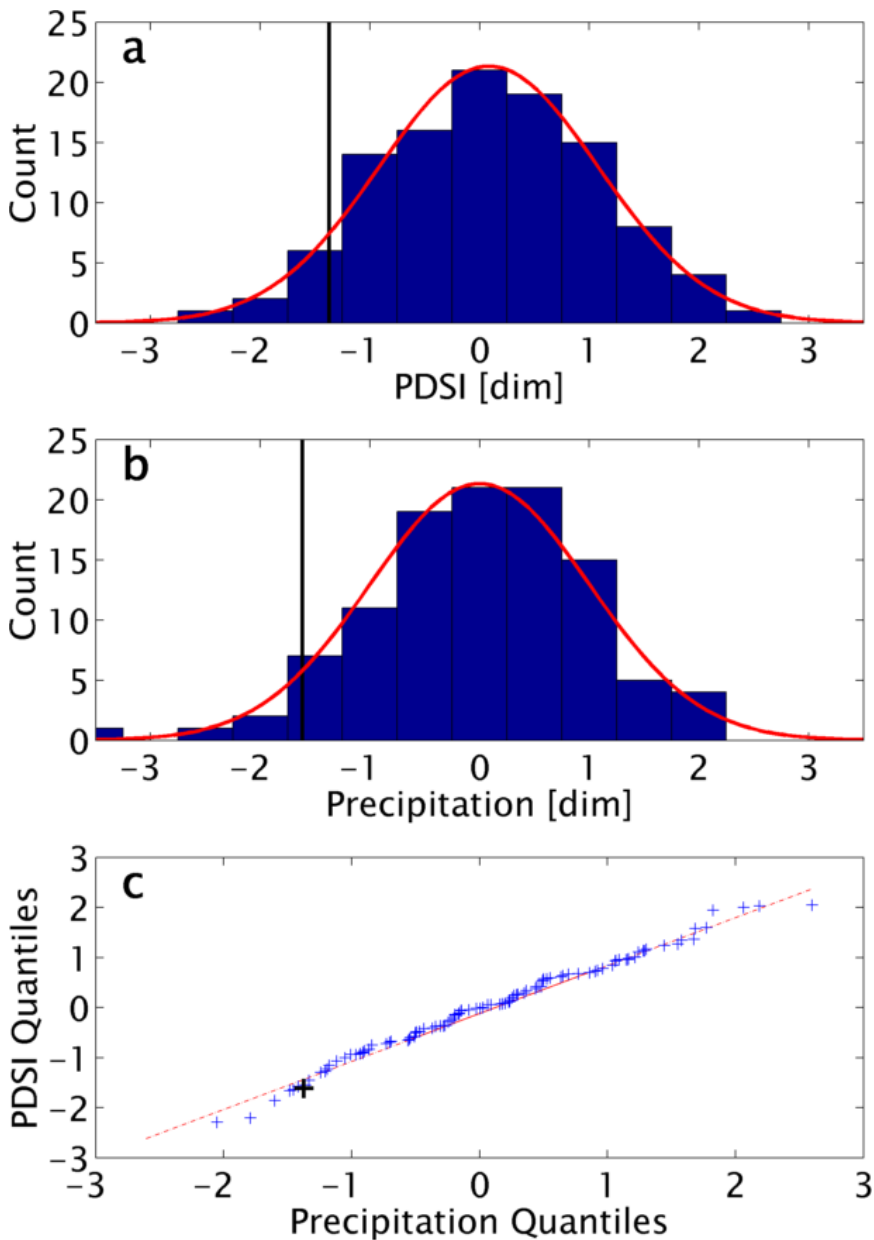 25
a
20
15
10
5
0
Count
−3 −2 −1 0 1 2 3
PDSI [dim]
25
b
20
15
10
5
0
Count
−3 −2 −1 0 1 2 3
Precipitation [dim]
3
c
2
1
0
−1
−2
−3
PDSI Quantiles
−3 −2 −1 0 1 2 3
Precipitation Quantiles